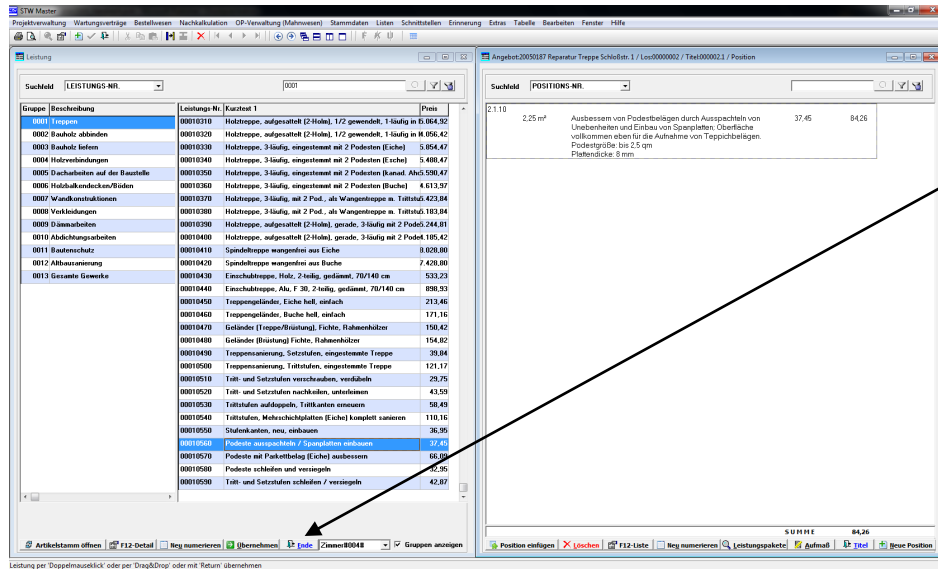 STW Master
Projektverwaltung Wartungsverträge Bestellwesen Nachkalkulation OP-Verwaltung (Mahnwesen) Stammdaten Listen Schnittstellen Erinnerung Extras Tabelle Bearbeiten Fenster Hilfe
Leistung
Suchfeld LEISTUNGS-NR. 0001
Gruppe Beschreibung Leistungs-Nr. Kurztext 1 Preis
0001 Treppen 00010310 Holztreppe, aufgesattelt (2-Holm), 1/2 gewendelt, 1-läufig in 5.064,92
0002 Bauholz abbinden 00010320 Holztreppe, aufgesattelt (2-Holm), 1/2 gewendelt, 1-läufig in 4.056,42
0003 Bauholz liefern 00010330 Holztreppe, 3-läufig, eingestemmt mit 2 Podesten (Eiche) 5.854,47
0004 Holzverbindungen 00010340 Holztreppe, 3-läufig, eingestemmt mit 2 Podesten (Esche) 5.488,47
0005 Dacharbeiten auf der Baustelle 00010350 Holztreppe, 3-läufig, eingestemmt mit 2 Podesten (kanad. Ah 5.590,47
0006 Holzbalkendecken/Böden 00010360 Holztreppe, 3-läufig, eingestemmt mit 2 Podesten (Buche) 4.613,97
0007 Wandkonstruktionen 00010370 Holztreppe, 3-läufig, mit 2 Pod., als Wangentreppe m. Trittstu 5.423,84
0008 Verkleidungen 00010380 Holztreppe, 3-läufig, mit 2 Pod., als Wangentreppe m. Trittstu 5.183,84
0009 Dämmarbeiten 00010390 Holztreppe, aufgesattelt (2-Holm), gerade, 3-läufig mit 2 Pode 5.244,81
0010 Abdichtungsarbeiten 00010400 Holztreppe, aufgesattelt (2-Holm), gerade, 3-läufig mit 2 Pode 4.185,42
0011 Bautenschutz 00010410 Spindeltreppe wangenfrei aus Eiche 8.028,80
0012 Altbausanierung 00010420 Spindeltreppe wangenfrei aus Buche 7.428,80
0013 Gesamte Gewerke 00010430 Einschubtreppe, Holz, 2-teilig, gedämmt, 70/140 cm 533,23
00010440 Einschubtreppe, Alu, F 30, 2-teilig, gedämmt, 70/140 cm 898,93
00010450 Treppengeländer, Eiche hell, einfach 213,46
00010460 Treppengeländer, Buche hell, einfach 171,16
00010470 Geländer (Treppe/Brüstung), Fichte, Rahmenhölzer 150,42
00010480 Geländer (Brüstung) Fichte, Rahmenhölzer 154,82
00010490 Treppensanierung, Setzstufen, eingestemmte Treppe 39,84
00010500 Treppensanierung, Trittstufen, eingestemmte Treppe 121,17
00010510 Tritt- und Setzstufen verschrauben, verdübeln 29,75
00010520 Tritt- und Setzstufen nachkeilen, unterleimen 43,59
00010530 Trittstufen aufdoppeln, Trittkanten erneuern 58,49
00010540 Trittstufen, Mehrschichtplatten (Eiche) komplett sanieren 110,16
00010550 Stufenkanten, neu, einbauen 36,95
00010560 Podeste ausspachteln / Spanplatten einbauen 37,45
00010570 Podeste mit Parkettbelag (Eiche) ausbessern 66,09
00010580 Podeste schleifen und versiegeln 32,95
00010590 Tritt- und Setzstufen schleifen / versiegeln 42,87
Artikelstamm öffnen F12-Detail Neu numerieren Übernehmen Ende Zimmer#004# Gruppen anzeigen
Angebot:20050187 Reparatur Treppe Schloßstr. 1 / Los:00000002 / Titel:000002.1 / Position
Suchfeld POSITIONS-NR.
2.1.10
2,25 m² Ausbessern von Podestbelägen durch Ausspachteln von 37,45 84,26
Unebenheiten und Einbau von Spanplatten; Oberfläche
vollkommen eben für die Aufnahme von Teppichbelägen.
Podestgröße: bis 2,5 qm
Plattendicke: 8 mm
SUMME 84,26
Position einfügen Löschen F12-Liste Neu numerieren Leistungspakete Aufmaß Titel Neue Position
Leistung per 'Doppelmauseklick' oder per 'Drag&Drop' oder mit 'Return' übernehmen